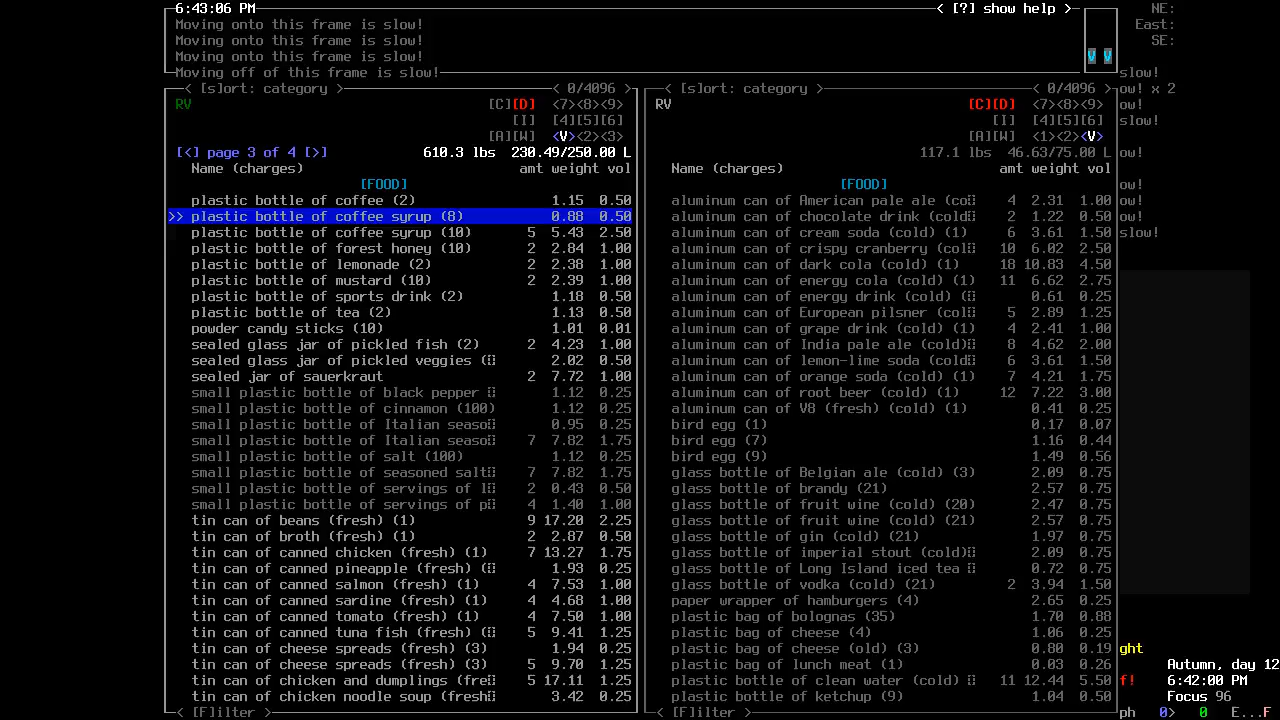 6:43:06 PM < [?] show help > NE:
Moving onto this frame is slow! East:
Moving onto this frame is slow! SE:
Moving onto this frame is slow! V V
Moving off of this frame is slow! slow!
< [s]ort: category > < 0/4096 > < [s]ort: category > < 0/4096 > ow! x 2
RV [C][D] <7><8><9> RV [C][D] <7><8><9> ow!
[I] [4][5][6] [I] [4][5][6] slow!
[A][W] <V><2><3> [A][W] <1><2><V>
[<] page 3 of 4 [>] 610.3 lbs 230.49/250.00 L 117.1 lbs 46.63/75.00 L ow!
Name (charges) amt weight vol Name (charges) amt weight vol
[FOOD] [FOOD] ow!
plastic bottle of coffee (2) 1.15 0.50 aluminum can of American pale ale (co 4 2.31 1.00 ow!
>> plastic bottle of coffee syrup (8) 0.88 0.50 aluminum can of chocolate drink (cold 2 1.22 0.50 ow!
plastic bottle of coffee syrup (10) 5 5.43 2.50 aluminum can of cream soda (cold) (1) 6 3.61 1.50 slow!
plastic bottle of forest honey (10) 2 2.84 1.00 aluminum can of crispy cranberry (col 10 6.02 2.50
plastic bottle of lemonade (2) 2 2.38 1.00 aluminum can of dark cola (cold) (1) 18 10.83 4.50
plastic bottle of mustard (10) 2 2.39 1.00 aluminum can of energy cola (cold) (1) 11 6.62 2.75
plastic bottle of sports drink (2) 1.18 0.50 aluminum can of energy drink (cold) ( 0.61 0.25
plastic bottle of tea (2) 1.13 0.50 aluminum can of European pilsner (col 5 2.89 1.25
powder candy sticks (10) 1.01 0.01 aluminum can of grape drink (cold) (1) 4 2.41 1.00
sealed glass jar of pickled fish (2) 2 4.23 1.00 aluminum can of India pale ale (cold) 8 4.62 2.00
sealed glass jar of pickled veggies ( 2.02 0.50 aluminum can of lemon-lime soda (cold 6 3.61 1.50
sealed jar of sauerkraut 2 7.72 1.00 aluminum can of orange soda (cold) (1) 7 4.21 1.75
small plastic bottle of black pepper 1.12 0.25 aluminum can of root beer (cold) (1) 12 7.22 3.00
small plastic bottle of cinnamon (100) 1.12 0.25 aluminum can of V8 (fresh) (cold) (1) 0.41 0.25
small plastic bottle of Italian seaso 0.95 0.25 bird egg (1) 0.17 0.07
small plastic bottle of Italian seaso 7 7.82 1.75 bird egg (7) 1.16 0.44
small plastic bottle of salt (100) 1.12 0.25 bird egg (9) 1.49 0.56
small plastic bottle of seasoned salt 7 7.82 1.75 glass bottle of Belgian ale (cold) (3) 2.09 0.75
small plastic bottle of servings of l 2 0.43 0.50 glass bottle of brandy (21) 2.57 0.75
small plastic bottle of servings of p 4 1.40 1.00 glass bottle of fruit wine (cold) (20) 2.47 0.75
tin can of beans (fresh) (1) 9 17.20 2.25 glass bottle of fruit wine (cold) (21) 2.57 0.75
tin can of broth (fresh) (1) 2 2.87 0.50 glass bottle of gin (cold) (21) 1.97 0.75
tin can of canned chicken (fresh) (1) 7 13.27 1.75 glass bottle of imperial stout (cold) 2.09 0.75
tin can of canned pineapple (fresh) ( 1.93 0.25 glass bottle of Long Island iced tea 0.72 0.75
tin can of canned salmon (fresh) (1) 4 7.53 1.00 glass bottle of vodka (cold) (21) 2 3.94 1.50
tin can of canned sardine (fresh) (1) 4 4.68 1.00 paper wrapper of hamburgers (4) 2.65 0.25
tin can of canned tomato (fresh) (1) 4 7.50 1.00 plastic bag of bolognas (35) 1.70 0.88
tin can of canned tuna fish (fresh) ( 5 9.41 1.25 plastic bag of cheese (4) 1.06 0.25
tin can of cheese spreads (fresh) (3) 1.94 0.25 plastic bag of cheese (old) (3) 0.80 0.19 ght
tin can of cheese spreads (fresh) (3) 5 9.70 1.25 plastic bag of lunch meat (1) 0.03 0.26 Autumn, day 12
tin can of chicken and dumplings (fre 5 17.11 1.25 plastic bottle of clean water (cold) 11 12.44 5.50 f! 6:42:00 PM
tin can of chicken noodle soup (fresh 3.42 0.25 plastic bottle of ketchup (9) 1.04 0.50 Focus 96
< [F]ilter > < [F]ilter > ph 0> 0 E...F